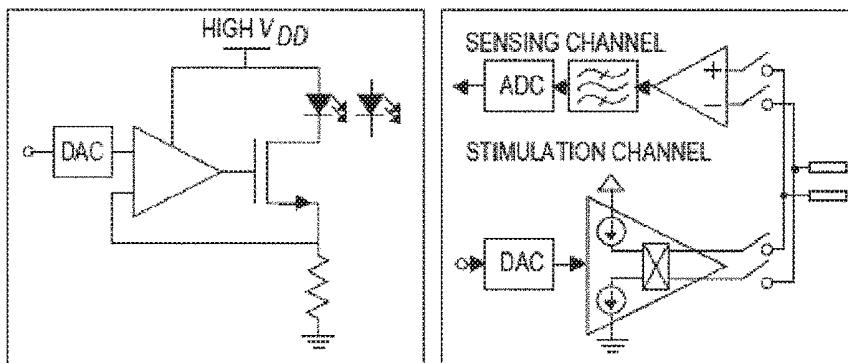 HIGH VDD
DAC
SENSING CHANNEL
ADC
+
−
STIMULATION CHANNEL
DAC